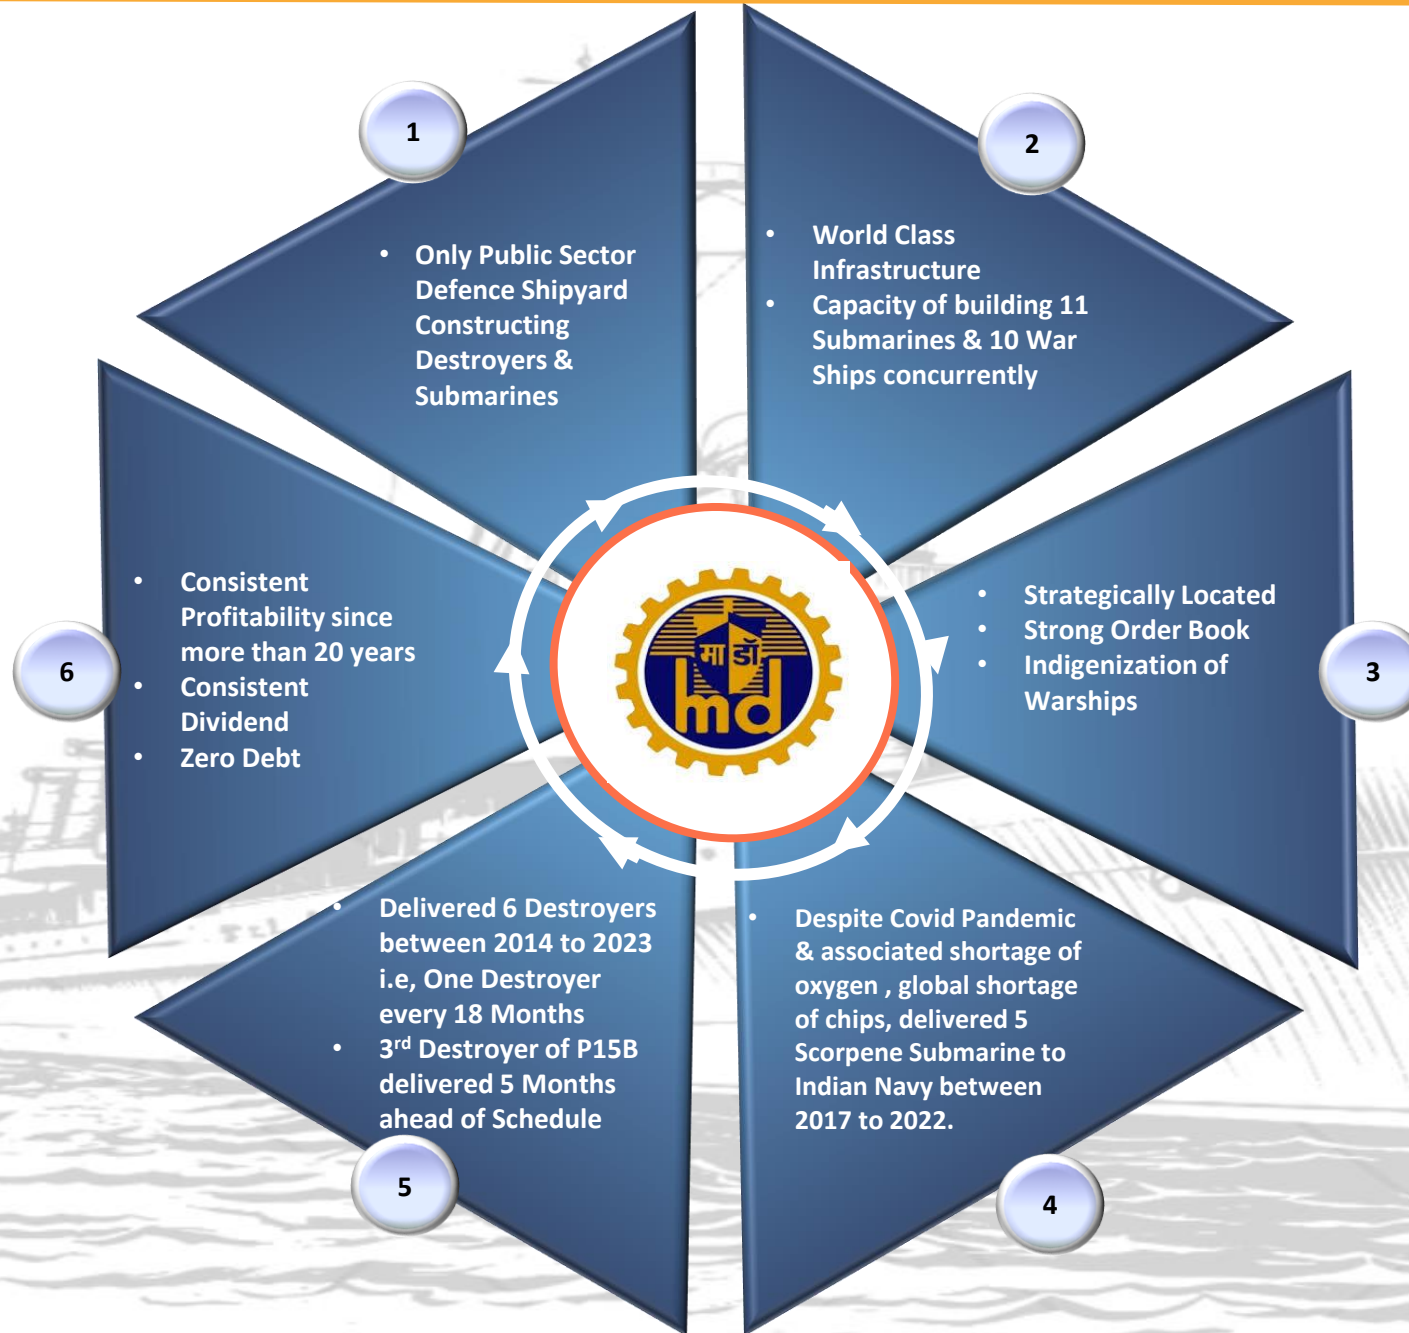 1
• Only Public Sector
Defence Shipyard
Constructing
Destroyers &
Submarines
2
• World Class
Infrastructure
• Capacity of building 11
Submarines & 10 War
Ships concurrently
3
• Strategically Located
• Strong Order Book
• Indigenization of
Warships
4
• Despite Covid Pandemic
& associated shortage of
oxygen , global shortage
of chips, delivered 5
Scorpene Submarine to
Indian Navy between
2017 to 2022.
5
• Delivered 6 Destroyers
between 2014 to 2023
i.e, One Destroyer
every 18 Months
• 3rd Destroyer of P15B
delivered 5 Months
ahead of Schedule
6
• Consistent
Profitability since
more than 20 years
• Consistent
Dividend
• Zero Debt
मा डॉ
md